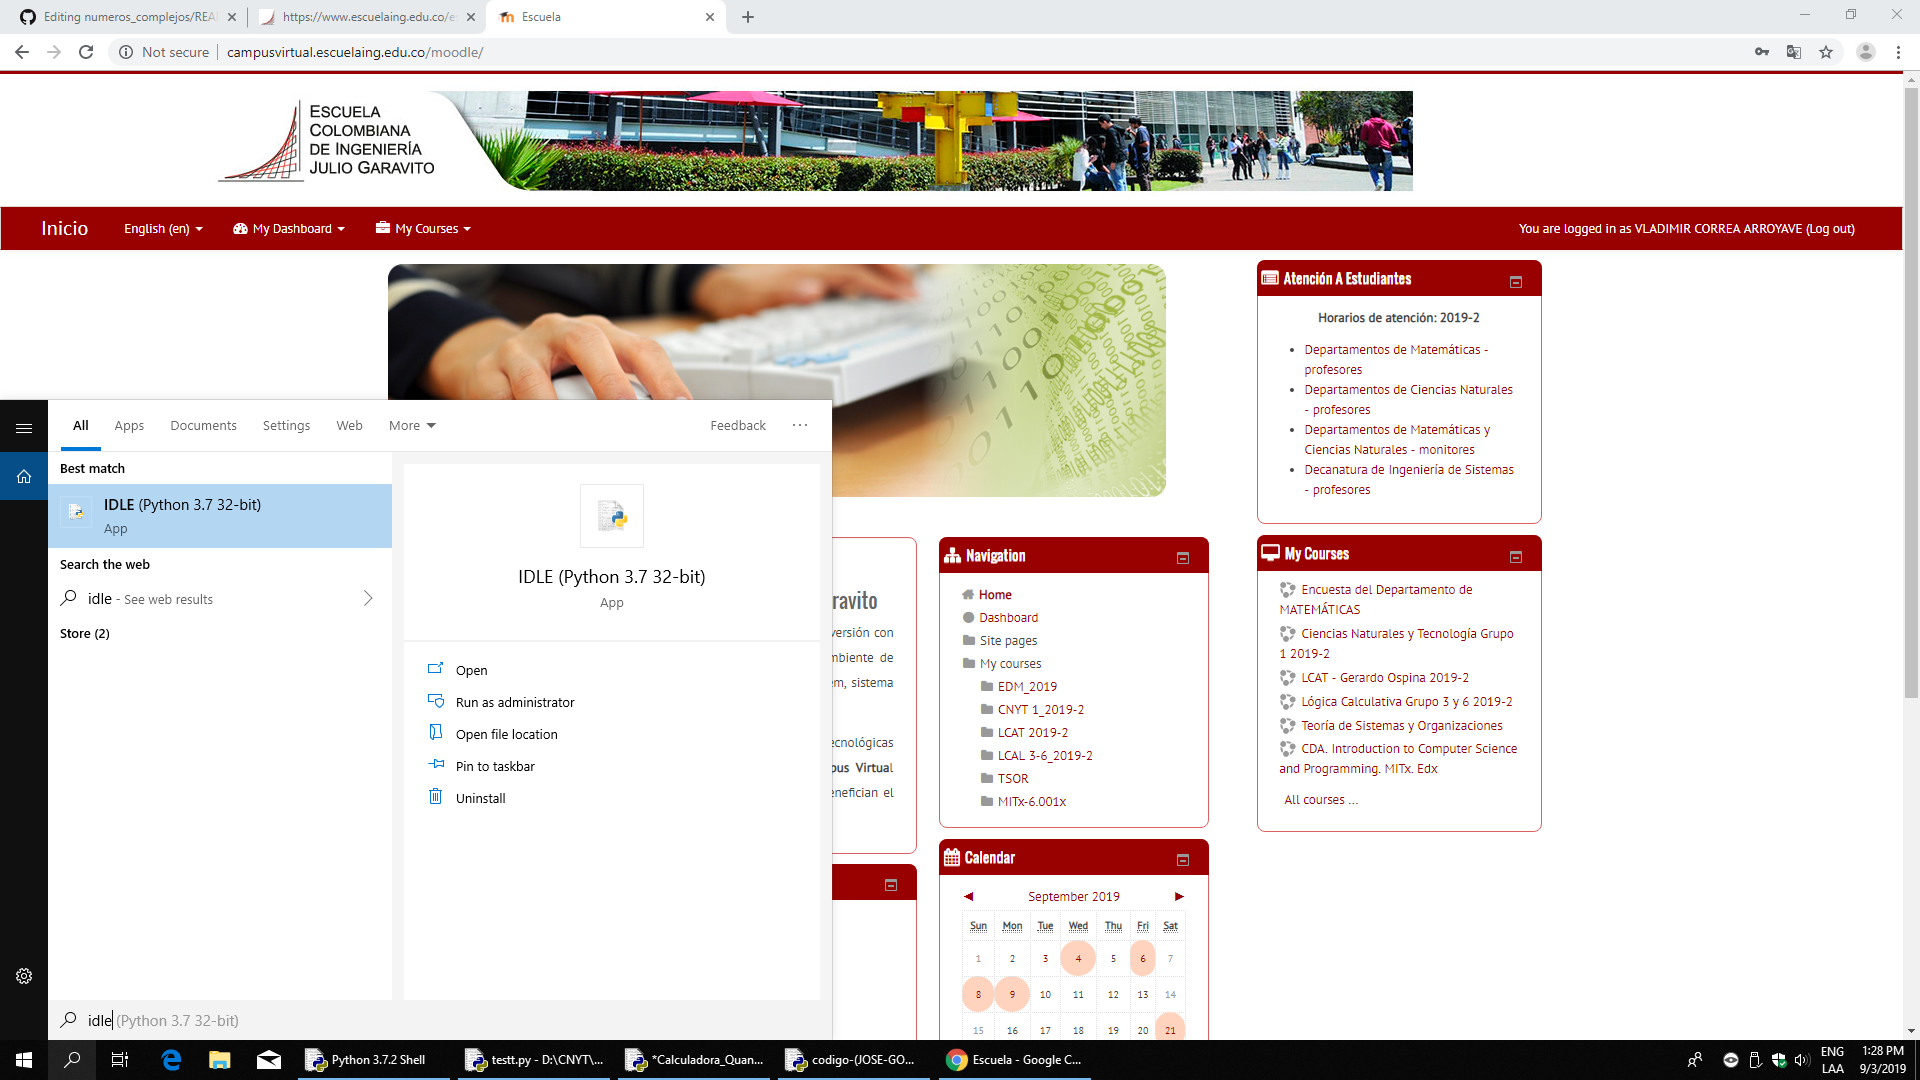 Editing numeros_complejos/REA
https://www.escuelaing.edu.co/e
Escuela
Not secure
campusvirtual.escuelaing.edu.co/moodle/
ESCUELA
COLOMBIANA
DE INGENIERÍA
JULIO GARAVITO
Inicio
English (en)
My Dashboard
My Courses
You are logged in as VLADIMIR CORREA ARROYAVE (Log out)
Atención A Estudiantes
Horarios de atención: 2019-2
Departamentos de Matemáticas -
profesores
Departamentos de Ciencias Naturales
- profesores
Departamentos de Matemáticas y
Ciencias Naturales - monitores
Decanatura de Ingeniería de Sistemas
- profesores
All
Apps
Documents
Settings
Web
More
Feedback
Best match
IDLE (Python 3.7 32-bit)
App
Search the web
idle - See web results
Store (2)
IDLE (Python 3.7 32-bit)
App
Open
Run as administrator
Open file location
Pin to taskbar
Uninstall
idle (Python 3.7 32-bit)
ravito
versión con
mbiente de
em, sistema
ecnológicas
pus Virtual
enefician el
Navigation
Home
Dashboard
Site pages
My courses
EDM_2019
CNYT 1_2019-2
LCAT 2019-2
LCAL 3-6_2019-2
TSOR
MITx-6.001x
My Courses
Encuesta del Departamento de
MATEMÁTICAS
Ciencias Naturales y Tecnología Grupo
1 2019-2
LCAT - Gerardo Ospina 2019-2
Lógica Calculativa Grupo 3 y 6 2019-2
Teoría de Sistemas y Organizaciones
CDA. Introduction to Computer Science
and Programming. MITx. Edx
All courses ...
Calendar
September 2019
Sun Mon Tue Wed Thu Fri Sat
1 2 3 4 5 6 7
8 9 10 11 12 13 14
15 16 17 18 19 20 21
Python 3.7.2 Shell
testt.py - D:\CNYT\...
*Calculadora_Quan...
codigo-(JOSE-GO...
Escuela - Google C...
ENG
LAA
1:28 PM
9/3/2019